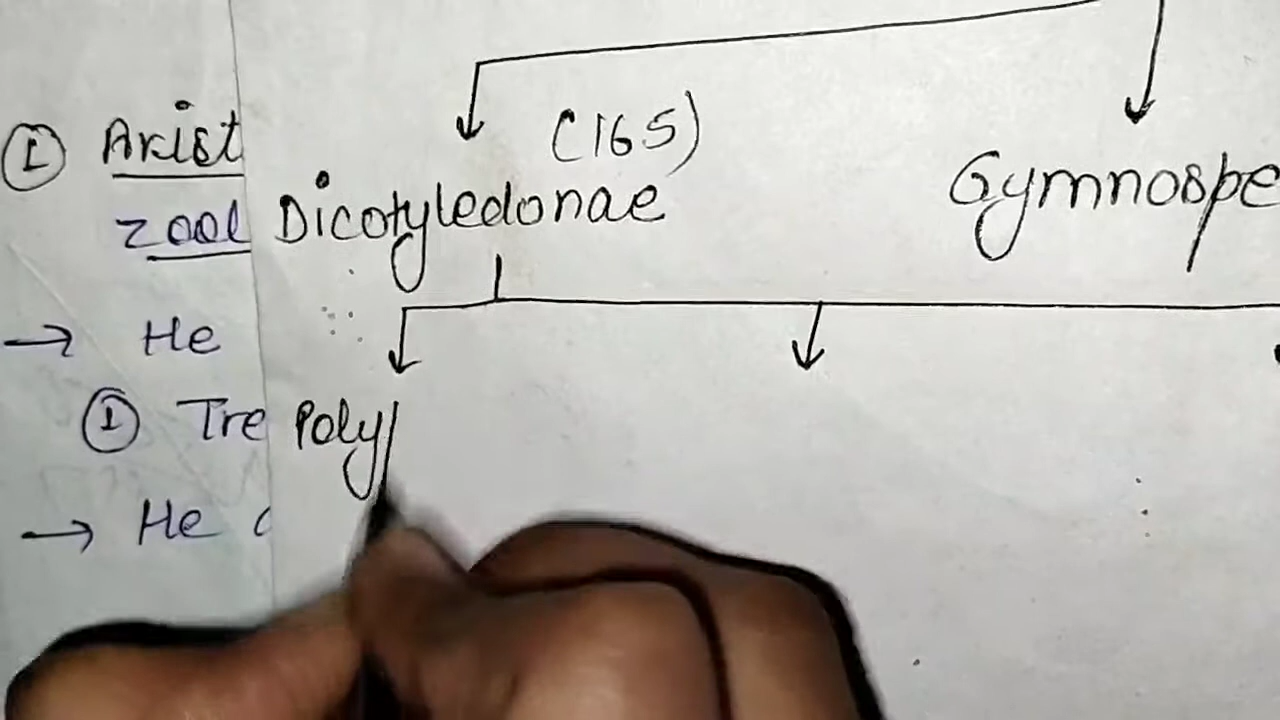 (165)
Dicotyledonae
Gymnospe
Poly
① Arist
zool
→ He
① Tre
→ He